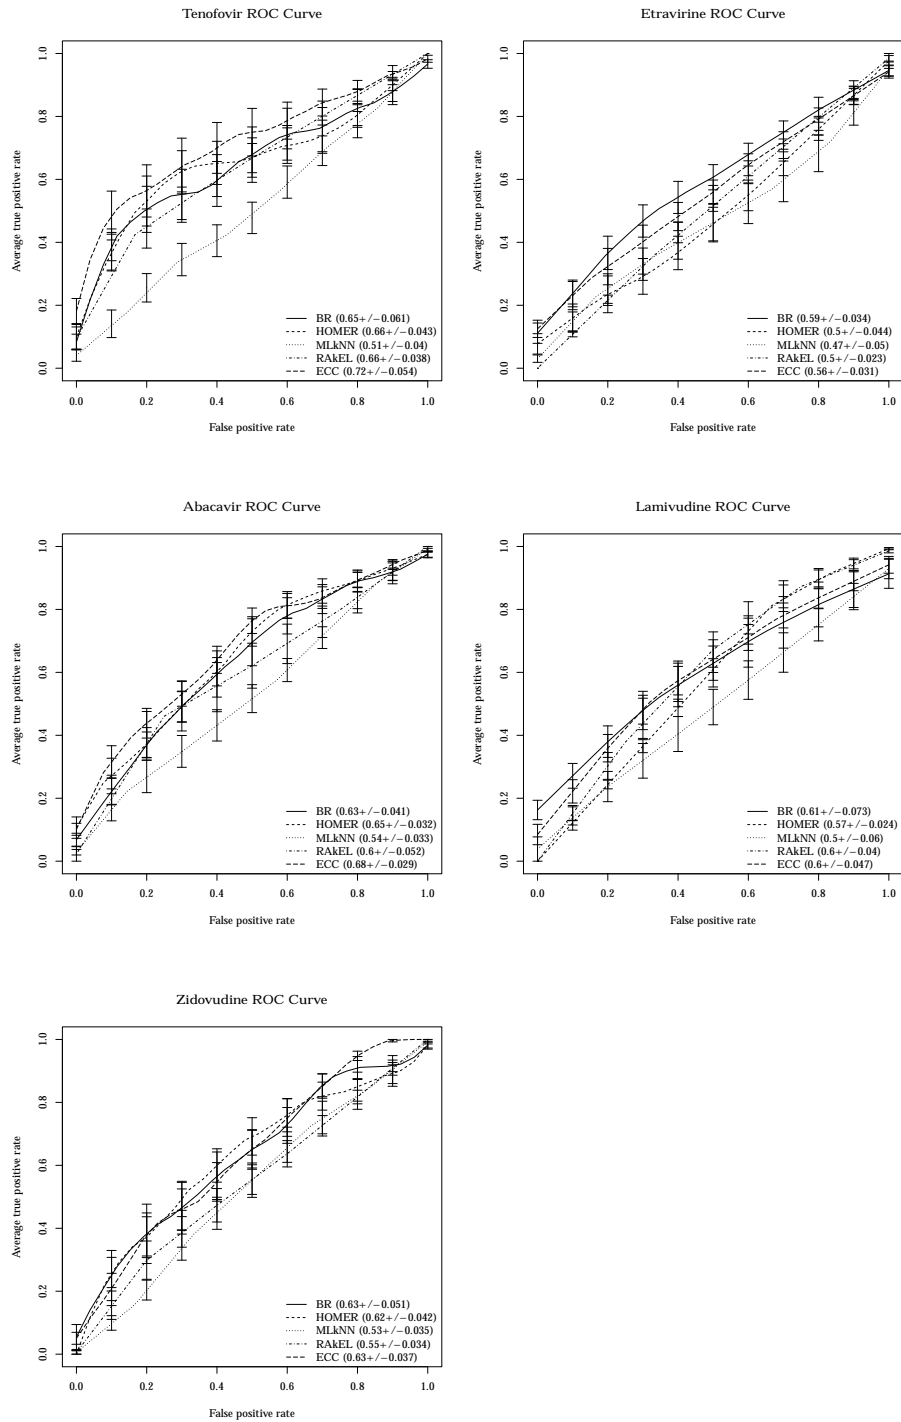 Tenofovir ROC Curve
Average true positive rate
1.0
0.8
0.6
0.4
0.2
0.0
BR (0.65+/−0.061)
HOMER (0.66+/−0.043)
MLkNN (0.51+/−0.04)
RAkEL (0.66+/−0.038)
ECC (0.72+/−0.054)
0.0 0.2 0.4 0.6 0.8 1.0
False positive rate
Etravirine ROC Curve
Average true positive rate
1.0
0.8
0.6
0.4
0.2
0.0
BR (0.59+/−0.034)
HOMER (0.5+/−0.044)
MLkNN (0.47+/−0.05)
RAkEL (0.5+/−0.023)
ECC (0.56+/−0.031)
0.0 0.2 0.4 0.6 0.8 1.0
False positive rate
Abacavir ROC Curve
Average true positive rate
1.0
0.8
0.6
0.4
0.2
0.0
BR (0.63+/−0.041)
HOMER (0.65+/−0.032)
MLkNN (0.54+/−0.033)
RAkEL (0.6+/−0.052)
ECC (0.68+/−0.029)
0.0 0.2 0.4 0.6 0.8 1.0
False positive rate
Lamivudine ROC Curve
Average true positive rate
1.0
0.8
0.6
0.4
0.2
0.0
BR (0.61+/−0.073)
HOMER (0.57+/−0.024)
MLkNN (0.5+/−0.06)
RAkEL (0.6+/−0.04)
ECC (0.6+/−0.047)
0.0 0.2 0.4 0.6 0.8 1.0
False positive rate
Zidovudine ROC Curve
Average true positive rate
1.0
0.8
0.6
0.4
0.2
0.0
BR (0.63+/−0.051)
HOMER (0.62+/−0.042)
MLkNN (0.53+/−0.035)
RAkEL (0.55+/−0.034)
ECC (0.63+/−0.037)
0.0 0.2 0.4 0.6 0.8 1.0
False positive rate